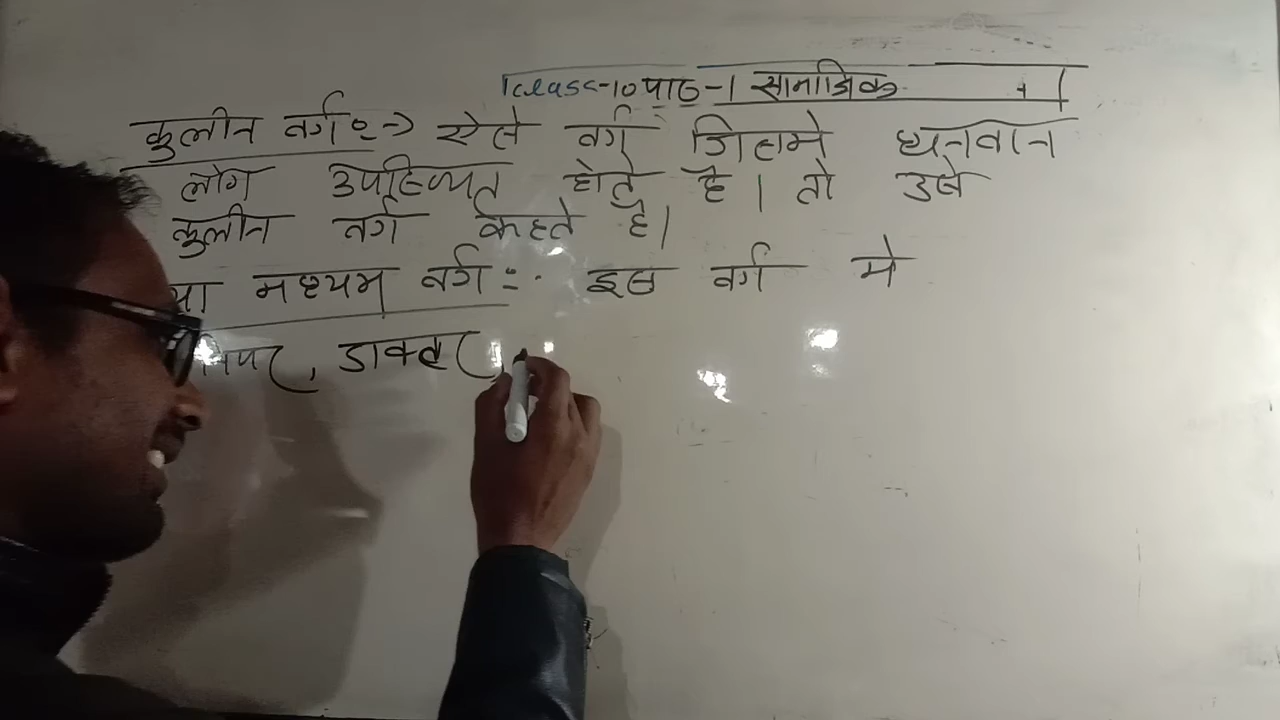 Class-10 पाठ-1 सामाजिक
कुलीन वर्ग ⇒ ऐसे वर्ग जिसमे धनवान
लोग उपस्थित होते है। तो उसे
कुलीन वर्ग कहते है।
या मध्यम वर्ग :- इस वर्ग मे
डाक्टर,